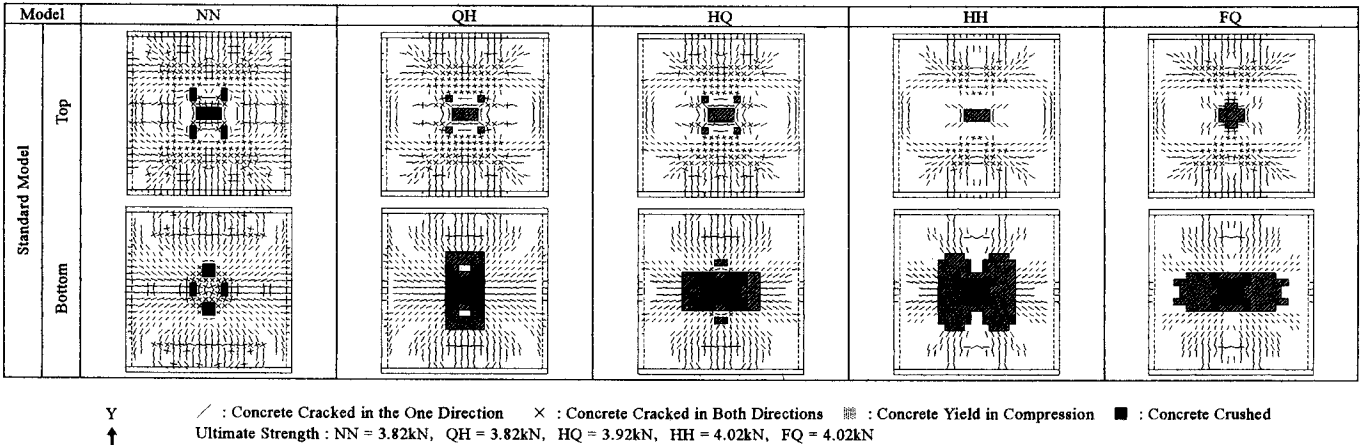 Model NN QH HQ HH FQ
Standard Model
Top
Bottom
Y
: Concrete Cracked in the One Direction × : Concrete Cracked in Both Directions : Concrete Yield in Compression : Concrete Crushed
Ultimate Strength : NN = 3.82kN, QH = 3.82kN, HQ = 3.92kN, HH = 4.02kN, FQ = 4.02kN